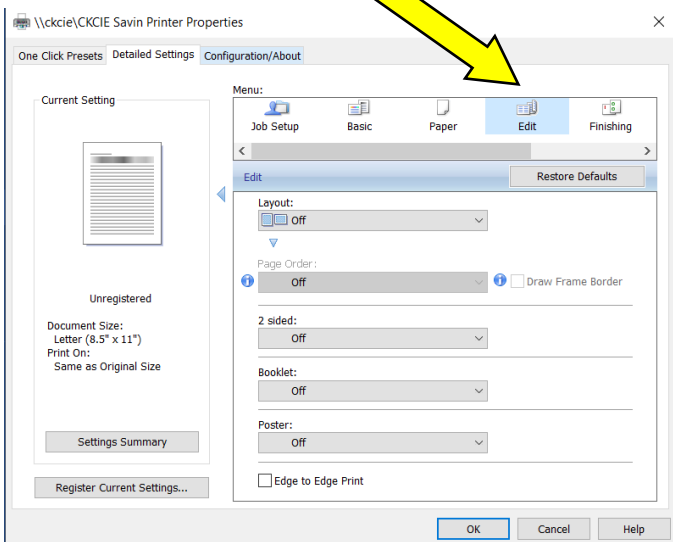 \\ckcie\CKCIE Savin Printer Properties
One Click Presets Detailed Settings Configuration/About
Current Setting
Menu:
Job Setup Basic Paper Edit Finishing
Edit Restore Defaults
Layout:
Off
Page Order:
Off Draw Frame Border
Unregistered
Document Size:
Letter (8.5" x 11")
Print On:
Same as Original Size
2 sided:
Off
Booklet:
Off
Poster:
Off
Settings Summary
Edge to Edge Print
Register Current Settings...
OK Cancel Help